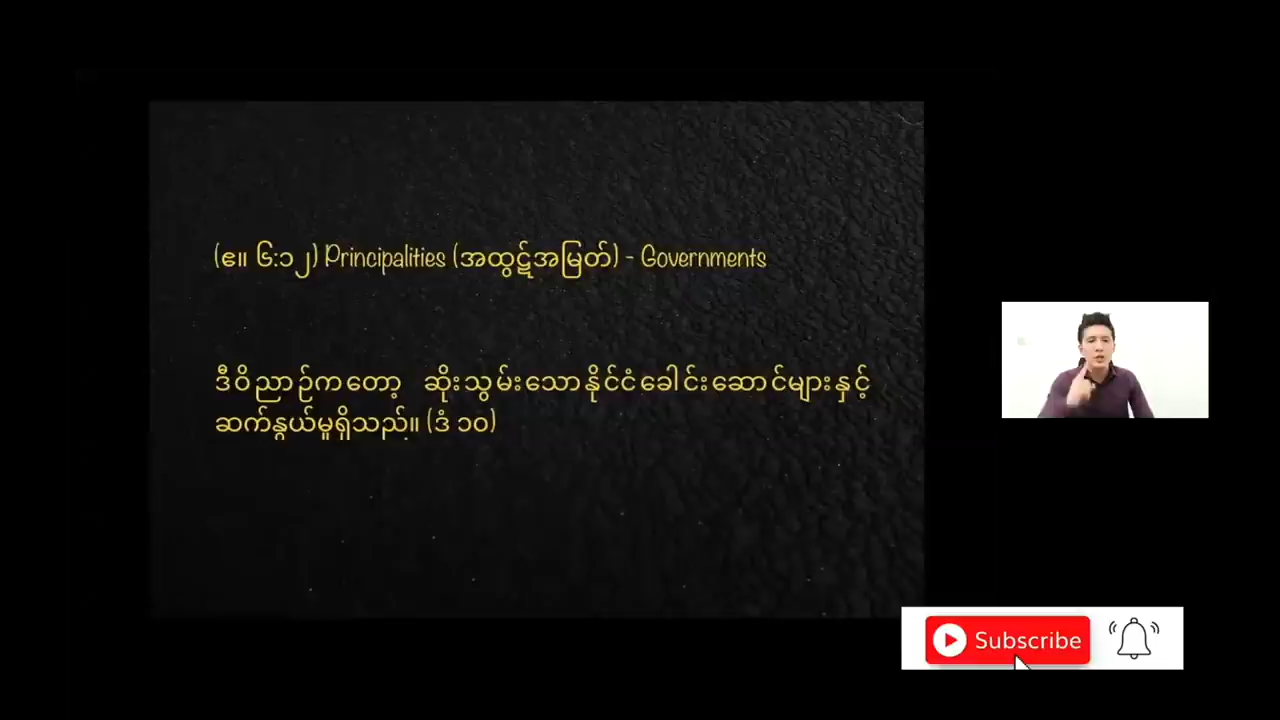 (ဧ။ ၆:၁၂) Principalities (အထွဋ်အမြတ်) - Governments
ဒီဝိညာဉ်ကတော့ ဆိုးသွမ်းသောနိုင်ငံခေါင်းဆောင်များနှင့်
ဆက်နွယ်မှုရှိသည်။ (ဒံ ၁၀)
Subscribe